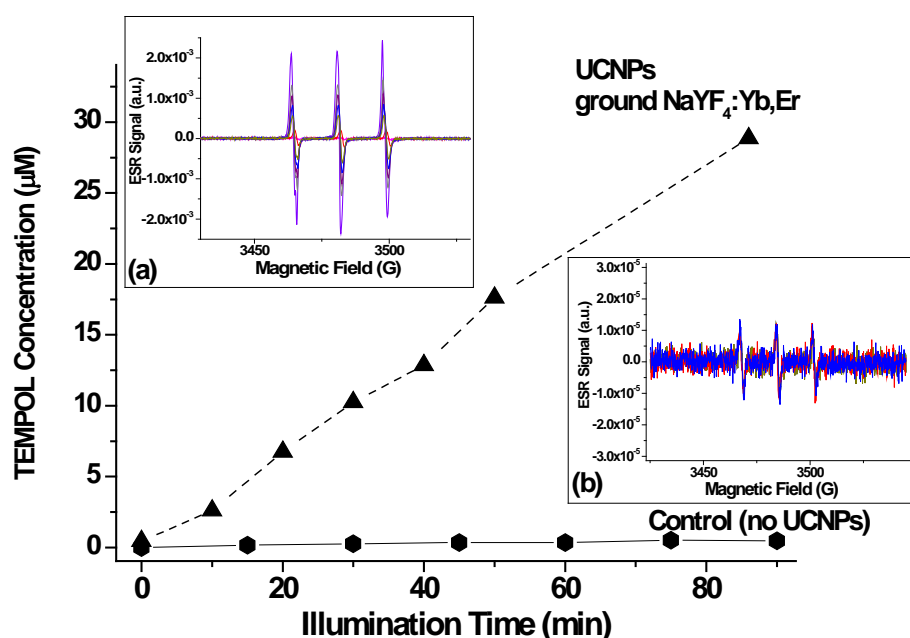 2.0x10⁻³
1.0x10⁻³
0.0
-1.0x10⁻³
-2.0x10⁻³
ESR Signal (a.u.)
3450 3500
Magnetic Field (G)
(a)
UCNPs
ground NaYF₄:Yb,Er
30
25
20
15
10
5
0
TEMPOL Concentration (μM)
3.0x10⁻⁵
2.0x10⁻⁵
1.0x10⁻⁵
0.0
-1.0x10⁻⁵
-2.0x10⁻⁵
-3.0x10⁻⁵
ESR Signal (a.u.)
3450 3500
Magnetic Field (G)
(b)
Control (no UCNPs)
0 20 40 60 80
Illumination Time (min)